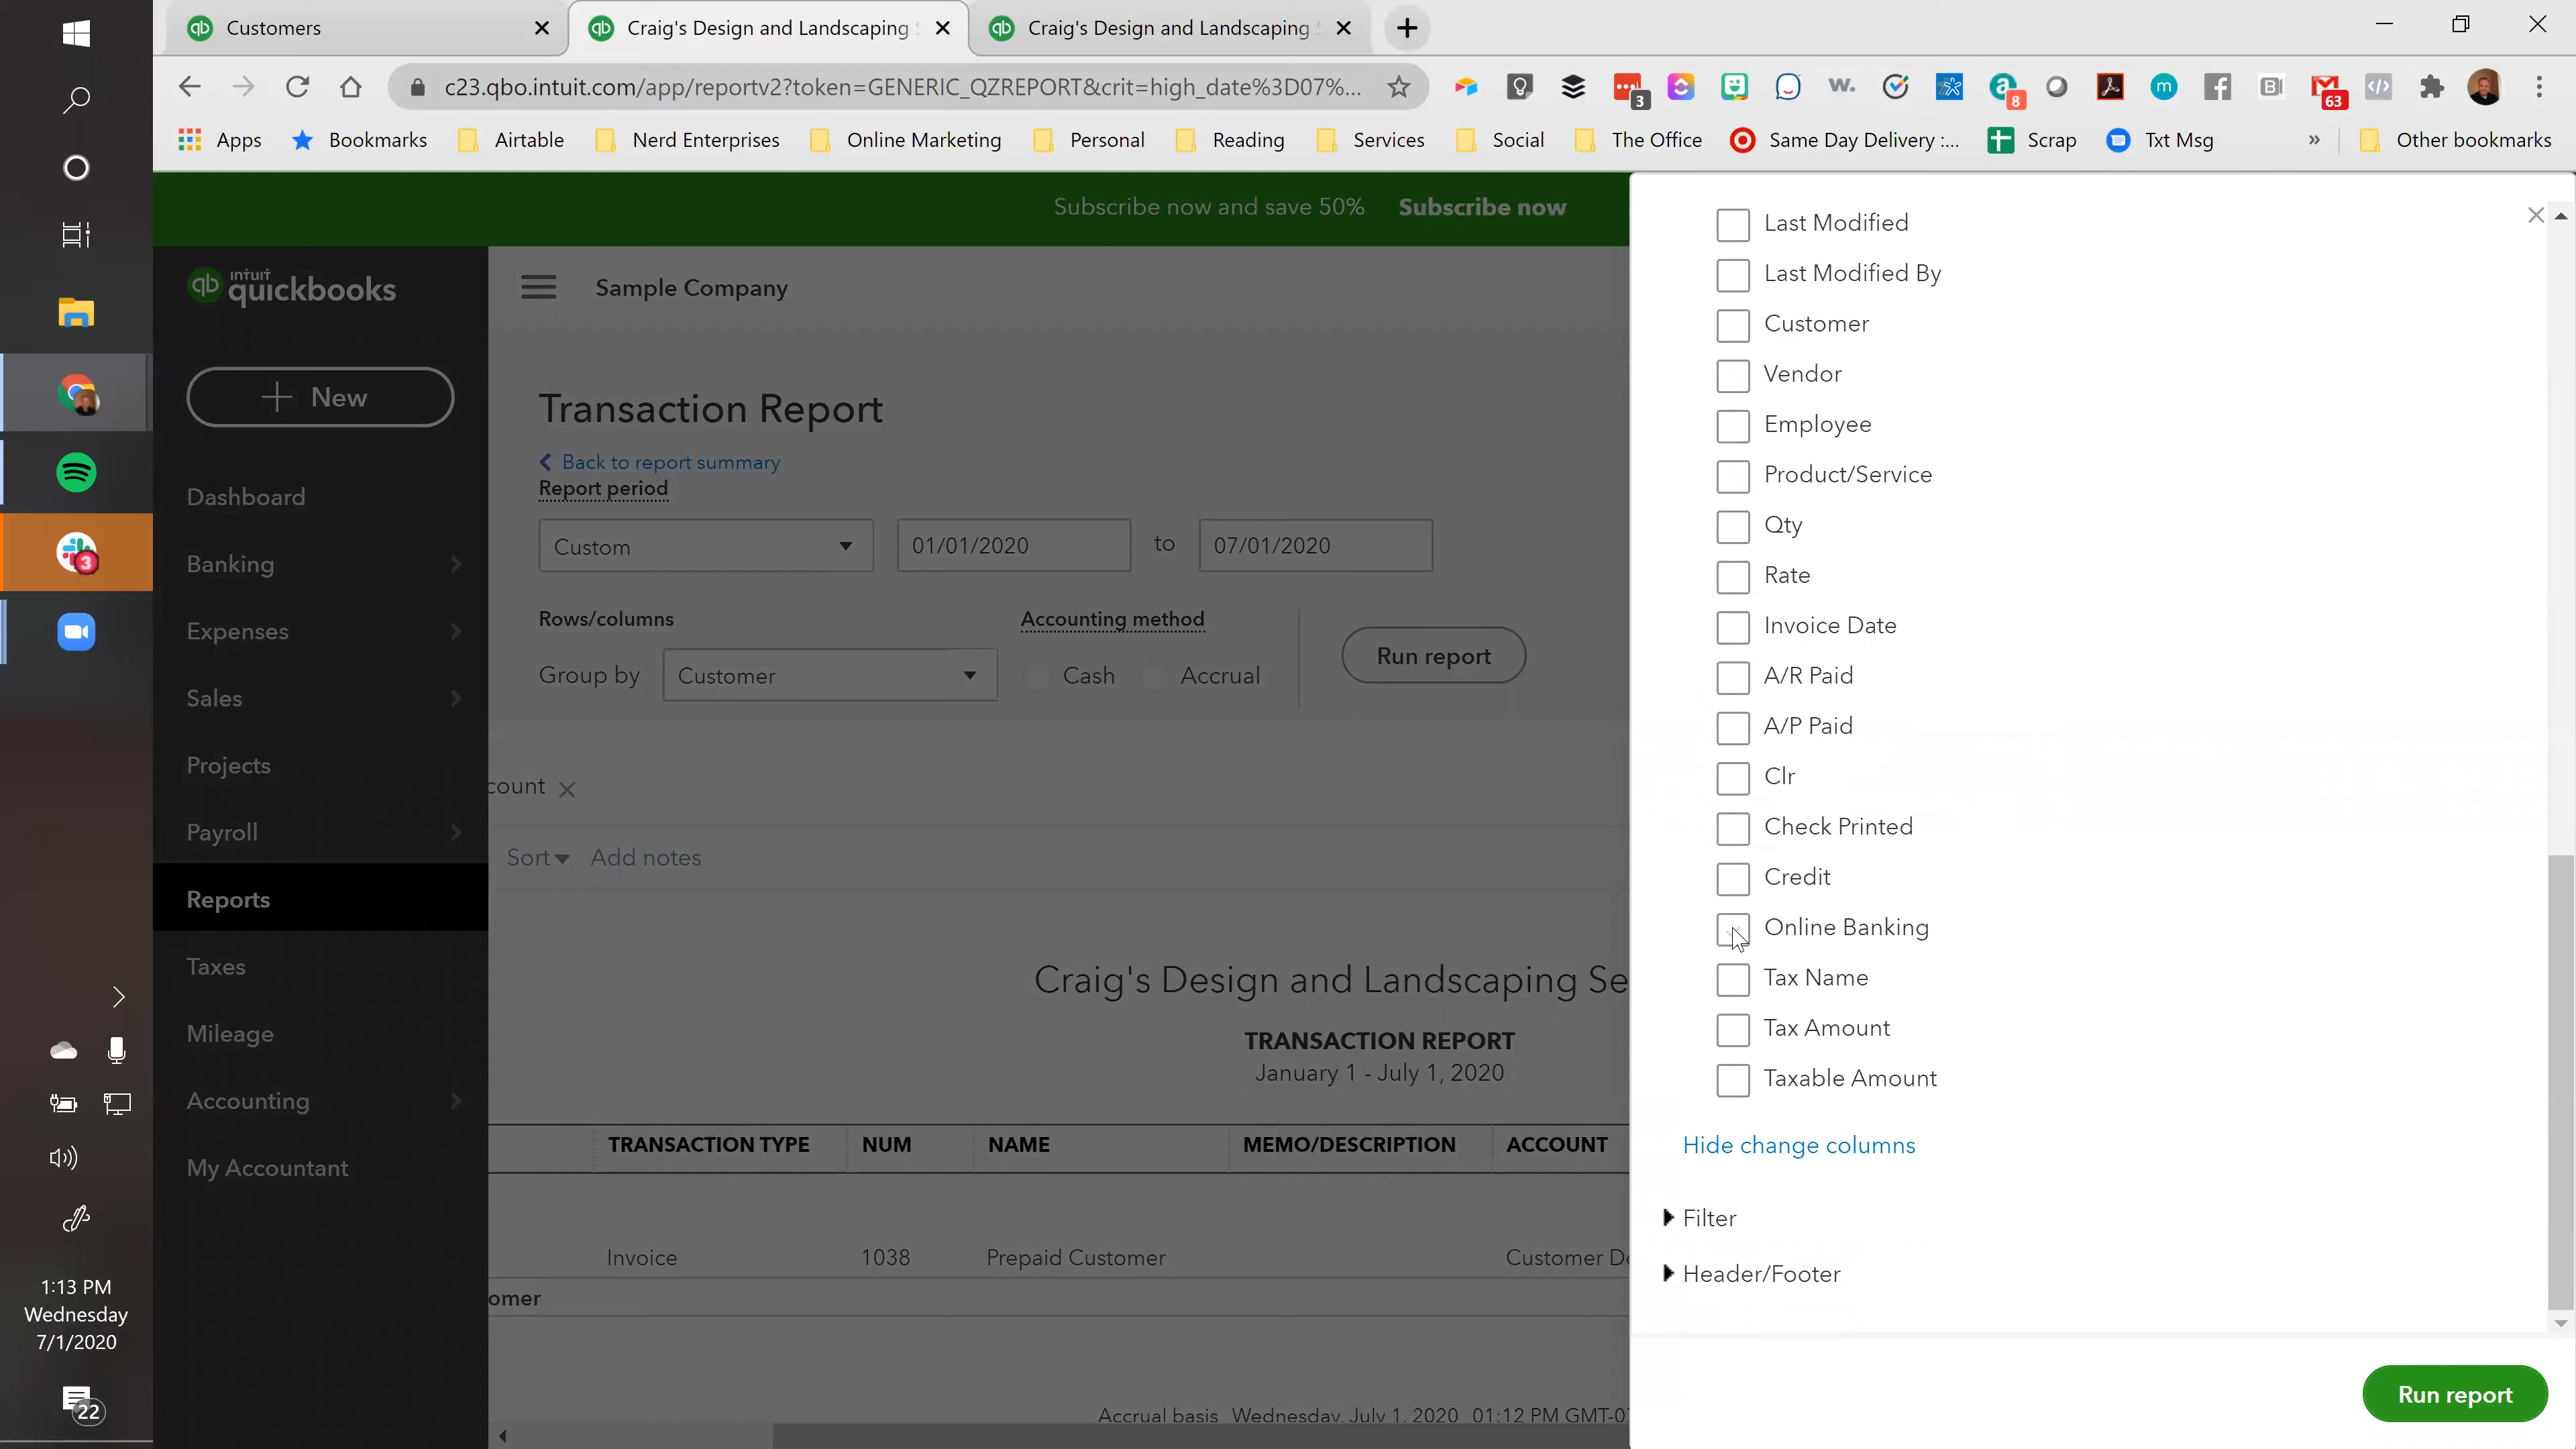 Customers
Craig's Design and Landscaping
Craig's Design and Landscaping
c23.qbo.intuit.com/app/reportv2?token=GENERIC_QZREPORT&crit=high_date%3D07%...
3
w.
8
m
63
Apps
Bookmarks
Airtable
Nerd Enterprises
Online Marketing
Personal
Reading
Services
Social
The Office
Same Day Delivery :...
Scrap
Txt Msg
»
Other bookmarks
Subscribe now and save 50% Subscribe now
qb intuit quickbooks
Sample Company
+ New
Dashboard
Banking
Expenses
Sales
Projects
Payroll
Reports
Taxes
Mileage
Accounting
My Accountant
Transaction Report
Back to report summary
Report period
Custom
01/01/2020
to
07/01/2020
Rows/columns
Accounting method
Group by
Customer
Cash
Accrual
Run report
count
Sort
Add notes
Craig's Design and Landscaping Se
TRANSACTION REPORT
January 1 - July 1, 2020
TRANSACTION TYPE NUM NAME MEMO/DESCRIPTION ACCOUNT
Invoice 1038 Prepaid Customer Customer De
omer
Accrual basis Wednesday, July 1, 2020 01:12 PM GMT-07
Last Modified
Last Modified By
Customer
Vendor
Employee
Product/Service
Qty
Rate
Invoice Date
A/R Paid
A/P Paid
Clr
Check Printed
Credit
Online Banking
Tax Name
Tax Amount
Taxable Amount
Hide change columns
Filter
Header/Footer
Run report
3
1:13 PM
Wednesday
7/1/2020
22